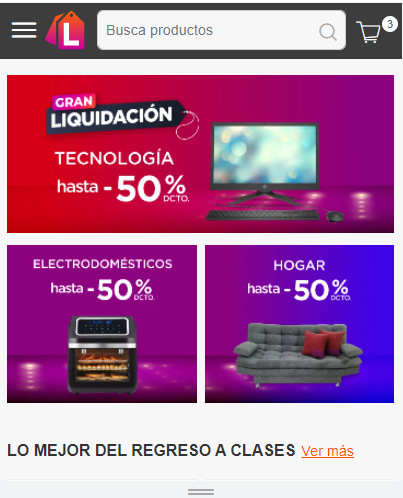 L
Busca productos
3
GRAN
LIQUIDACIÓN
TECNOLOGÍA
hasta -50%
DCTO.
ELECTRODOMÉSTICOS
hasta -50%
DCTO.
HOGAR
hasta -50%
DCTO.
LO MEJOR DEL REGRESO A CLASES Ver más